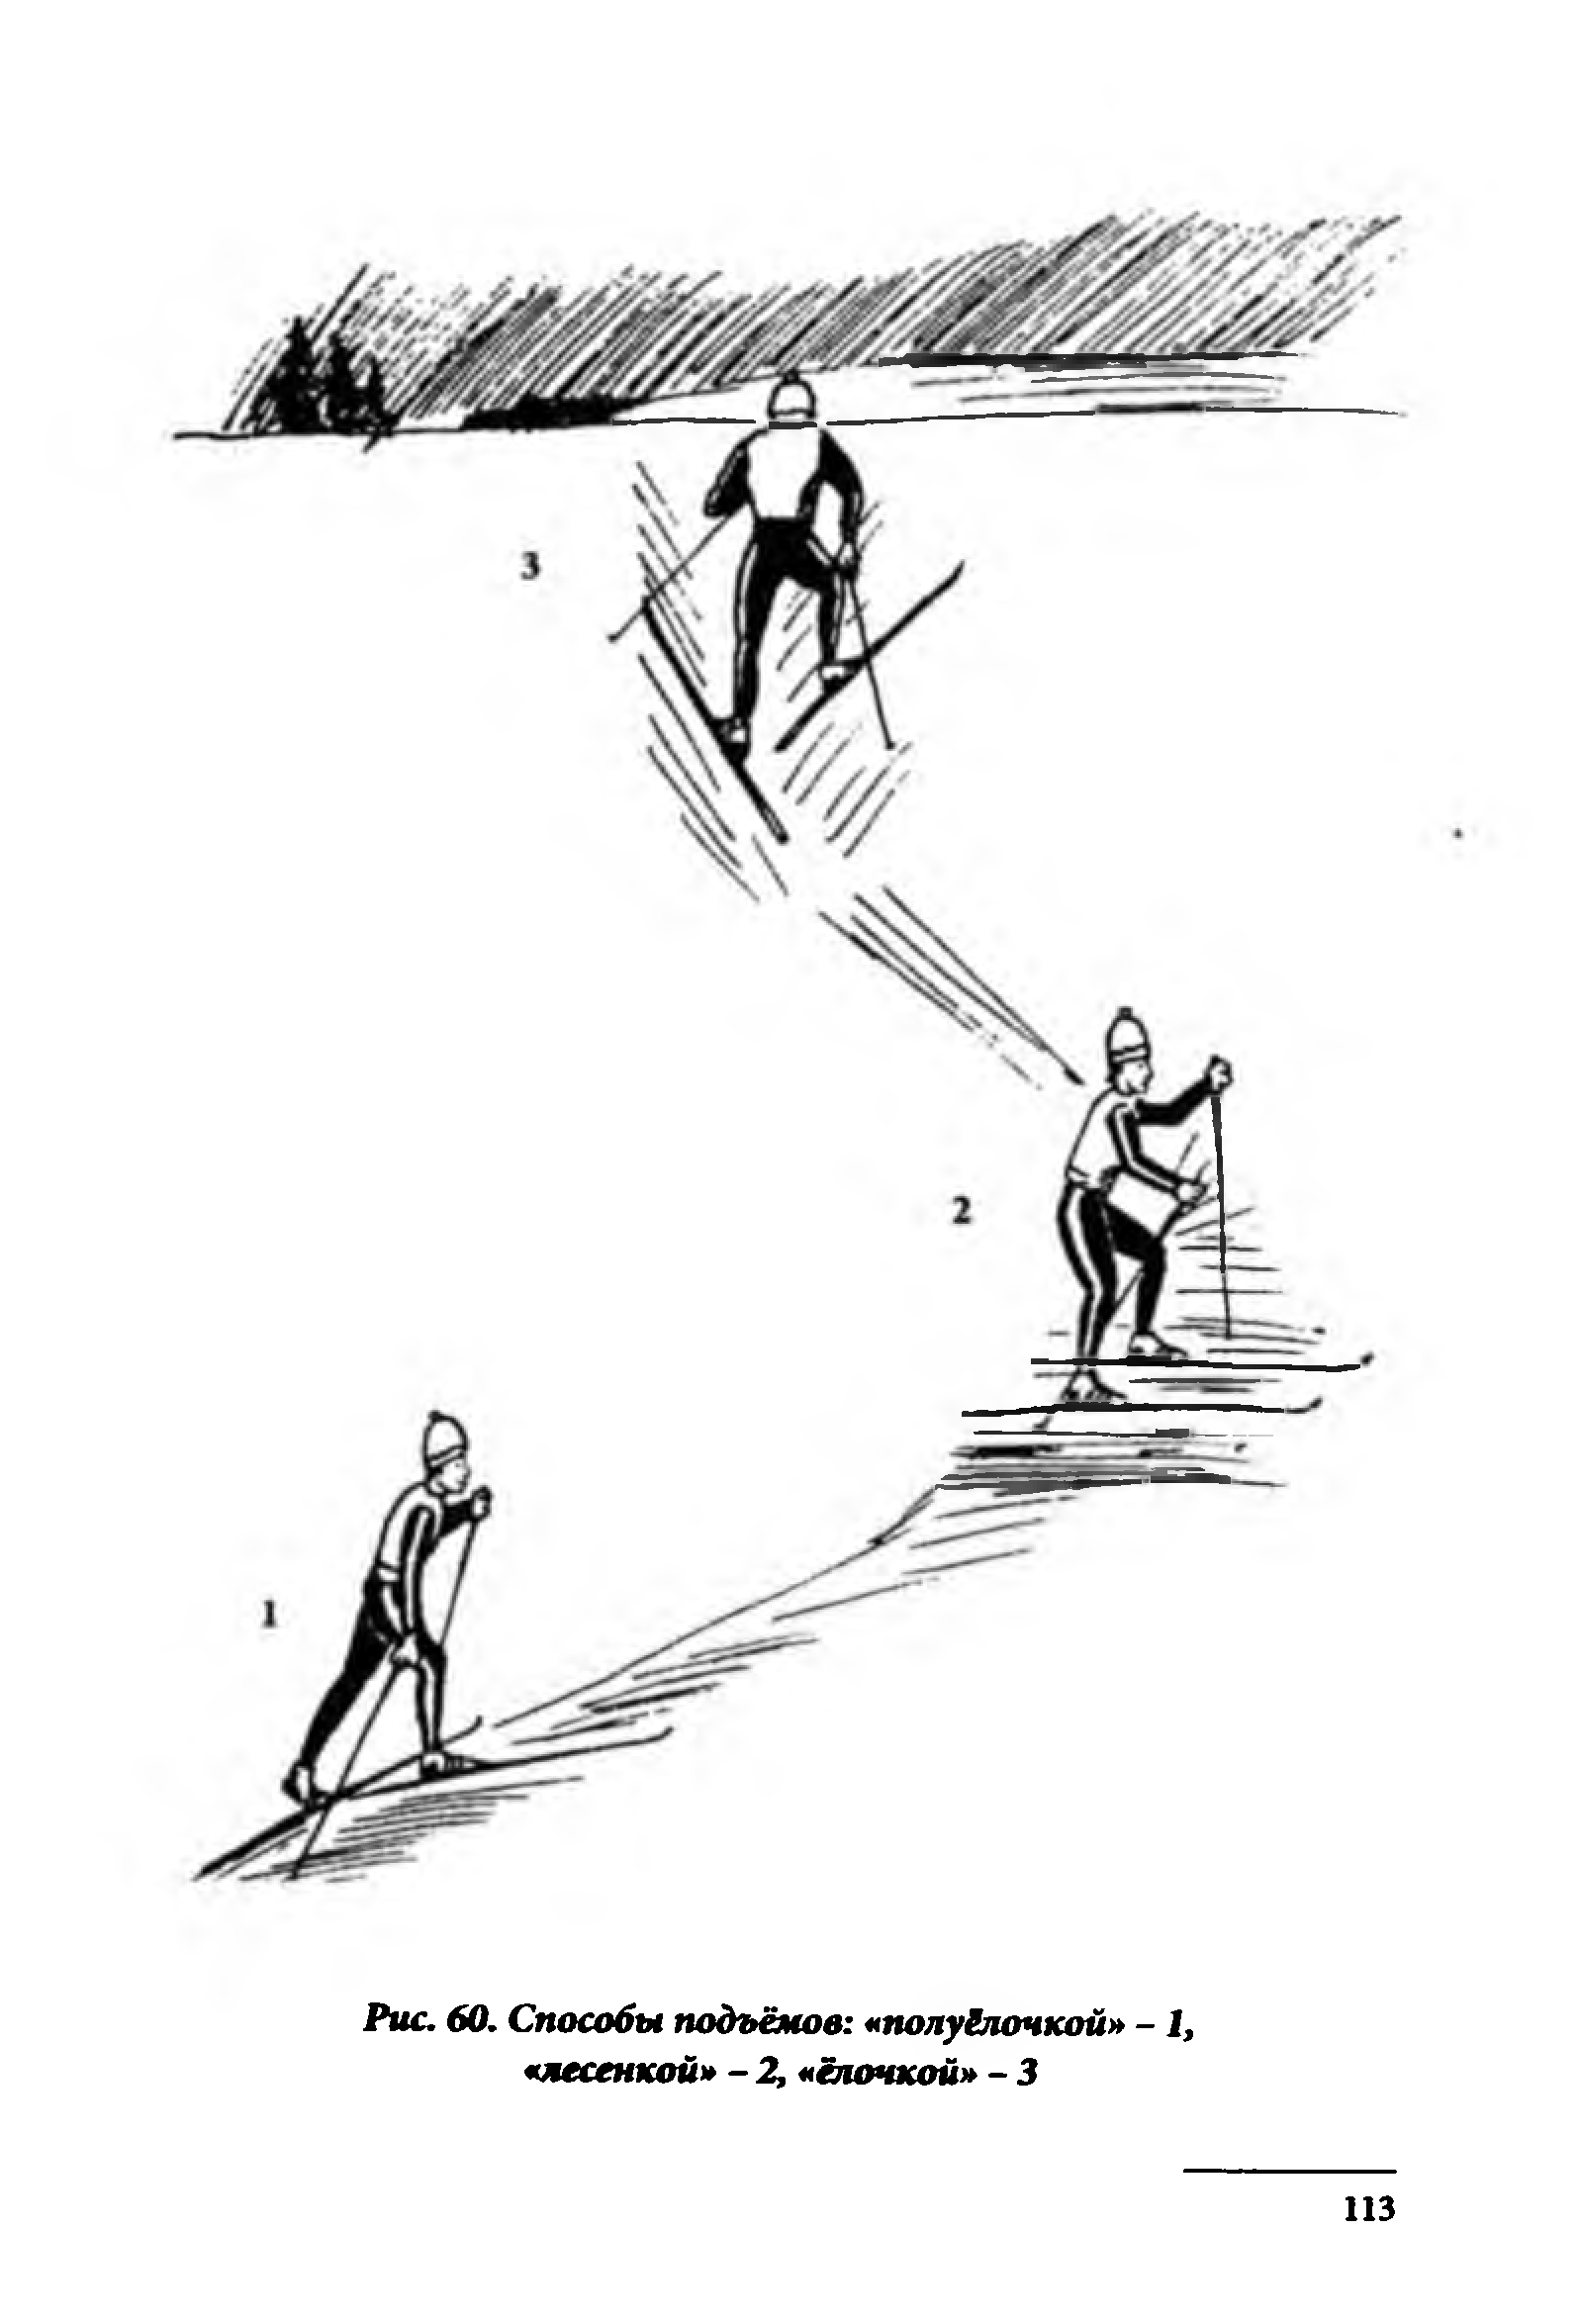 3
2
1
Рис. 60. Способы подъёмов: «полуёлочкой» – 1,
«лесенкой» – 2, «ёлочкой» – 3
113